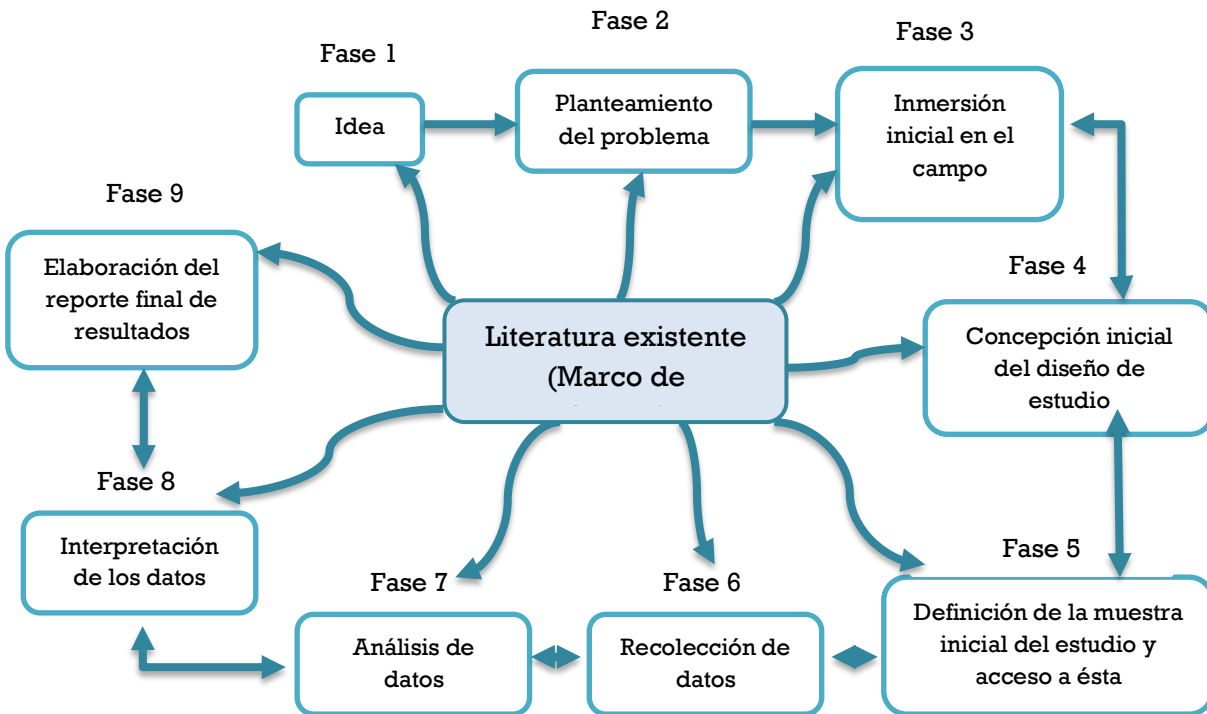 Fase 1
Idea
Fase 2
Planteamiento
del problema
Fase 3
Inmersión
inicial en el
campo
Fase 4
Concepción inicial
del diseño de
estudio
Fase 5
Definición de la muestra
inicial del estudio y
acceso a ésta
Fase 6
Recolección de
datos
Fase 7
Análisis de
datos
Fase 8
Interpretación
de los datos
Fase 9
Elaboración del
reporte final de
resultados
Literatura existente
(Marco de